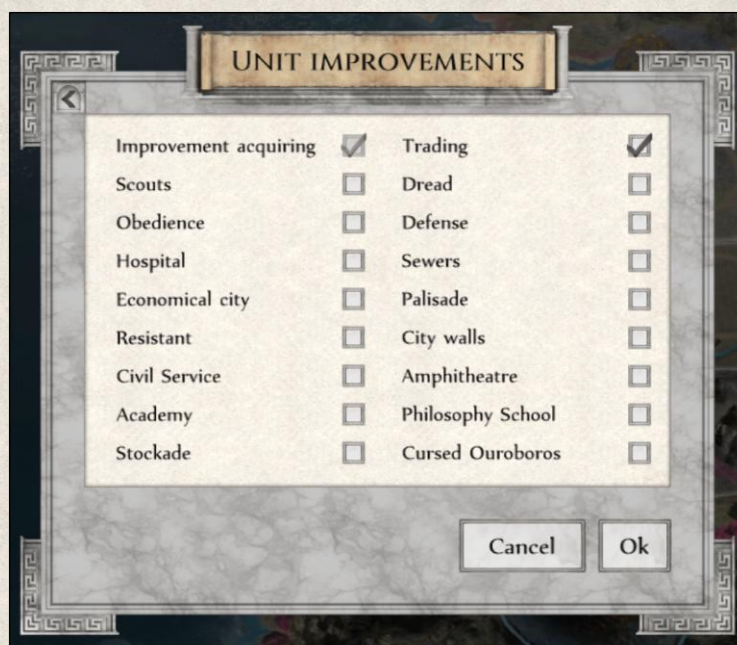 UNIT IMPROVEMENTS
Improvement acquiring
Trading
Scouts
Dread
Obedience
Defense
Hospital
Sewers
Economical city
Palisade
Resistant
City walls
Civil Service
Amphitheatre
Academy
Philosophy School
Stockade
Cursed Ouroboros
Cancel
Ok